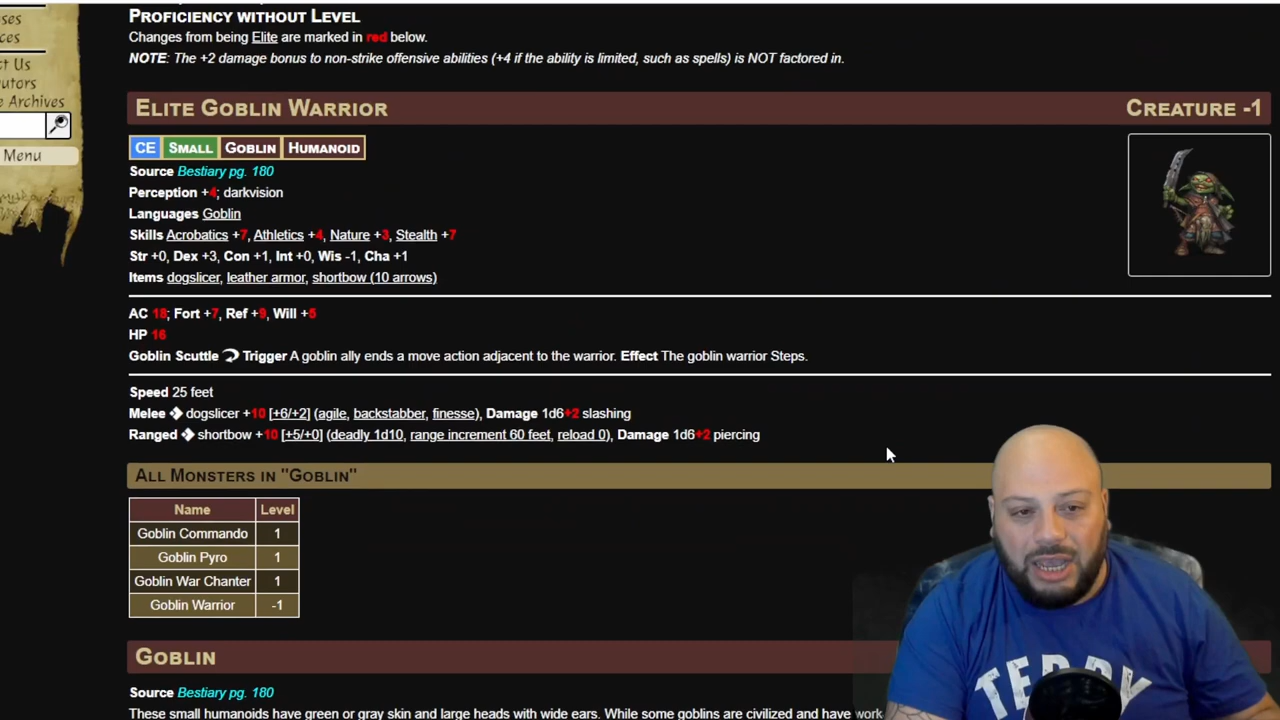 PROFICIENCY WITHOUT LEVEL
Changes from being Elite are marked in red below.
NOTE: The +2 damage bonus to non-strike offensive abilities (+4 if the ability is limited, such as spells) is NOT factored in.
Archives
Menu
ELITE GOBLIN WARRIOR CREATURE -1
CE SMALL GOBLIN HUMANOID
Source Bestiary pg. 180
Perception +4; darkvision
Languages Goblin
Skills Acrobatics +7, Athletics +4, Nature +3, Stealth +7
Str +0, Dex +3, Con +1, Int +0, Wis -1, Cha +1
Items dogslicer, leather armor, shortbow (10 arrows)
AC 18; Fort +7, Ref +9, Will +5
HP 16
Goblin Scuttle Trigger A goblin ally ends a move action adjacent to the warrior. Effect The goblin warrior Steps.
Speed 25 feet
Melee dogslicer +10 [+6/+2] (agile, backstabber, finesse), Damage 1d6+2 slashing
Ranged shortbow +10 [+5/+0] (deadly 1d10, range increment 60 feet, reload 0), Damage 1d6+2 piercing
ALL MONSTERS IN "GOBLIN"
Name Level
Goblin Commando 1
Goblin Pyro 1
Goblin War Chanter 1
Goblin Warrior -1
GOBLIN
Source Bestiary pg. 180
These small humanoids have green or gray skin and large heads with wide ears. While some goblins are civilized and have work